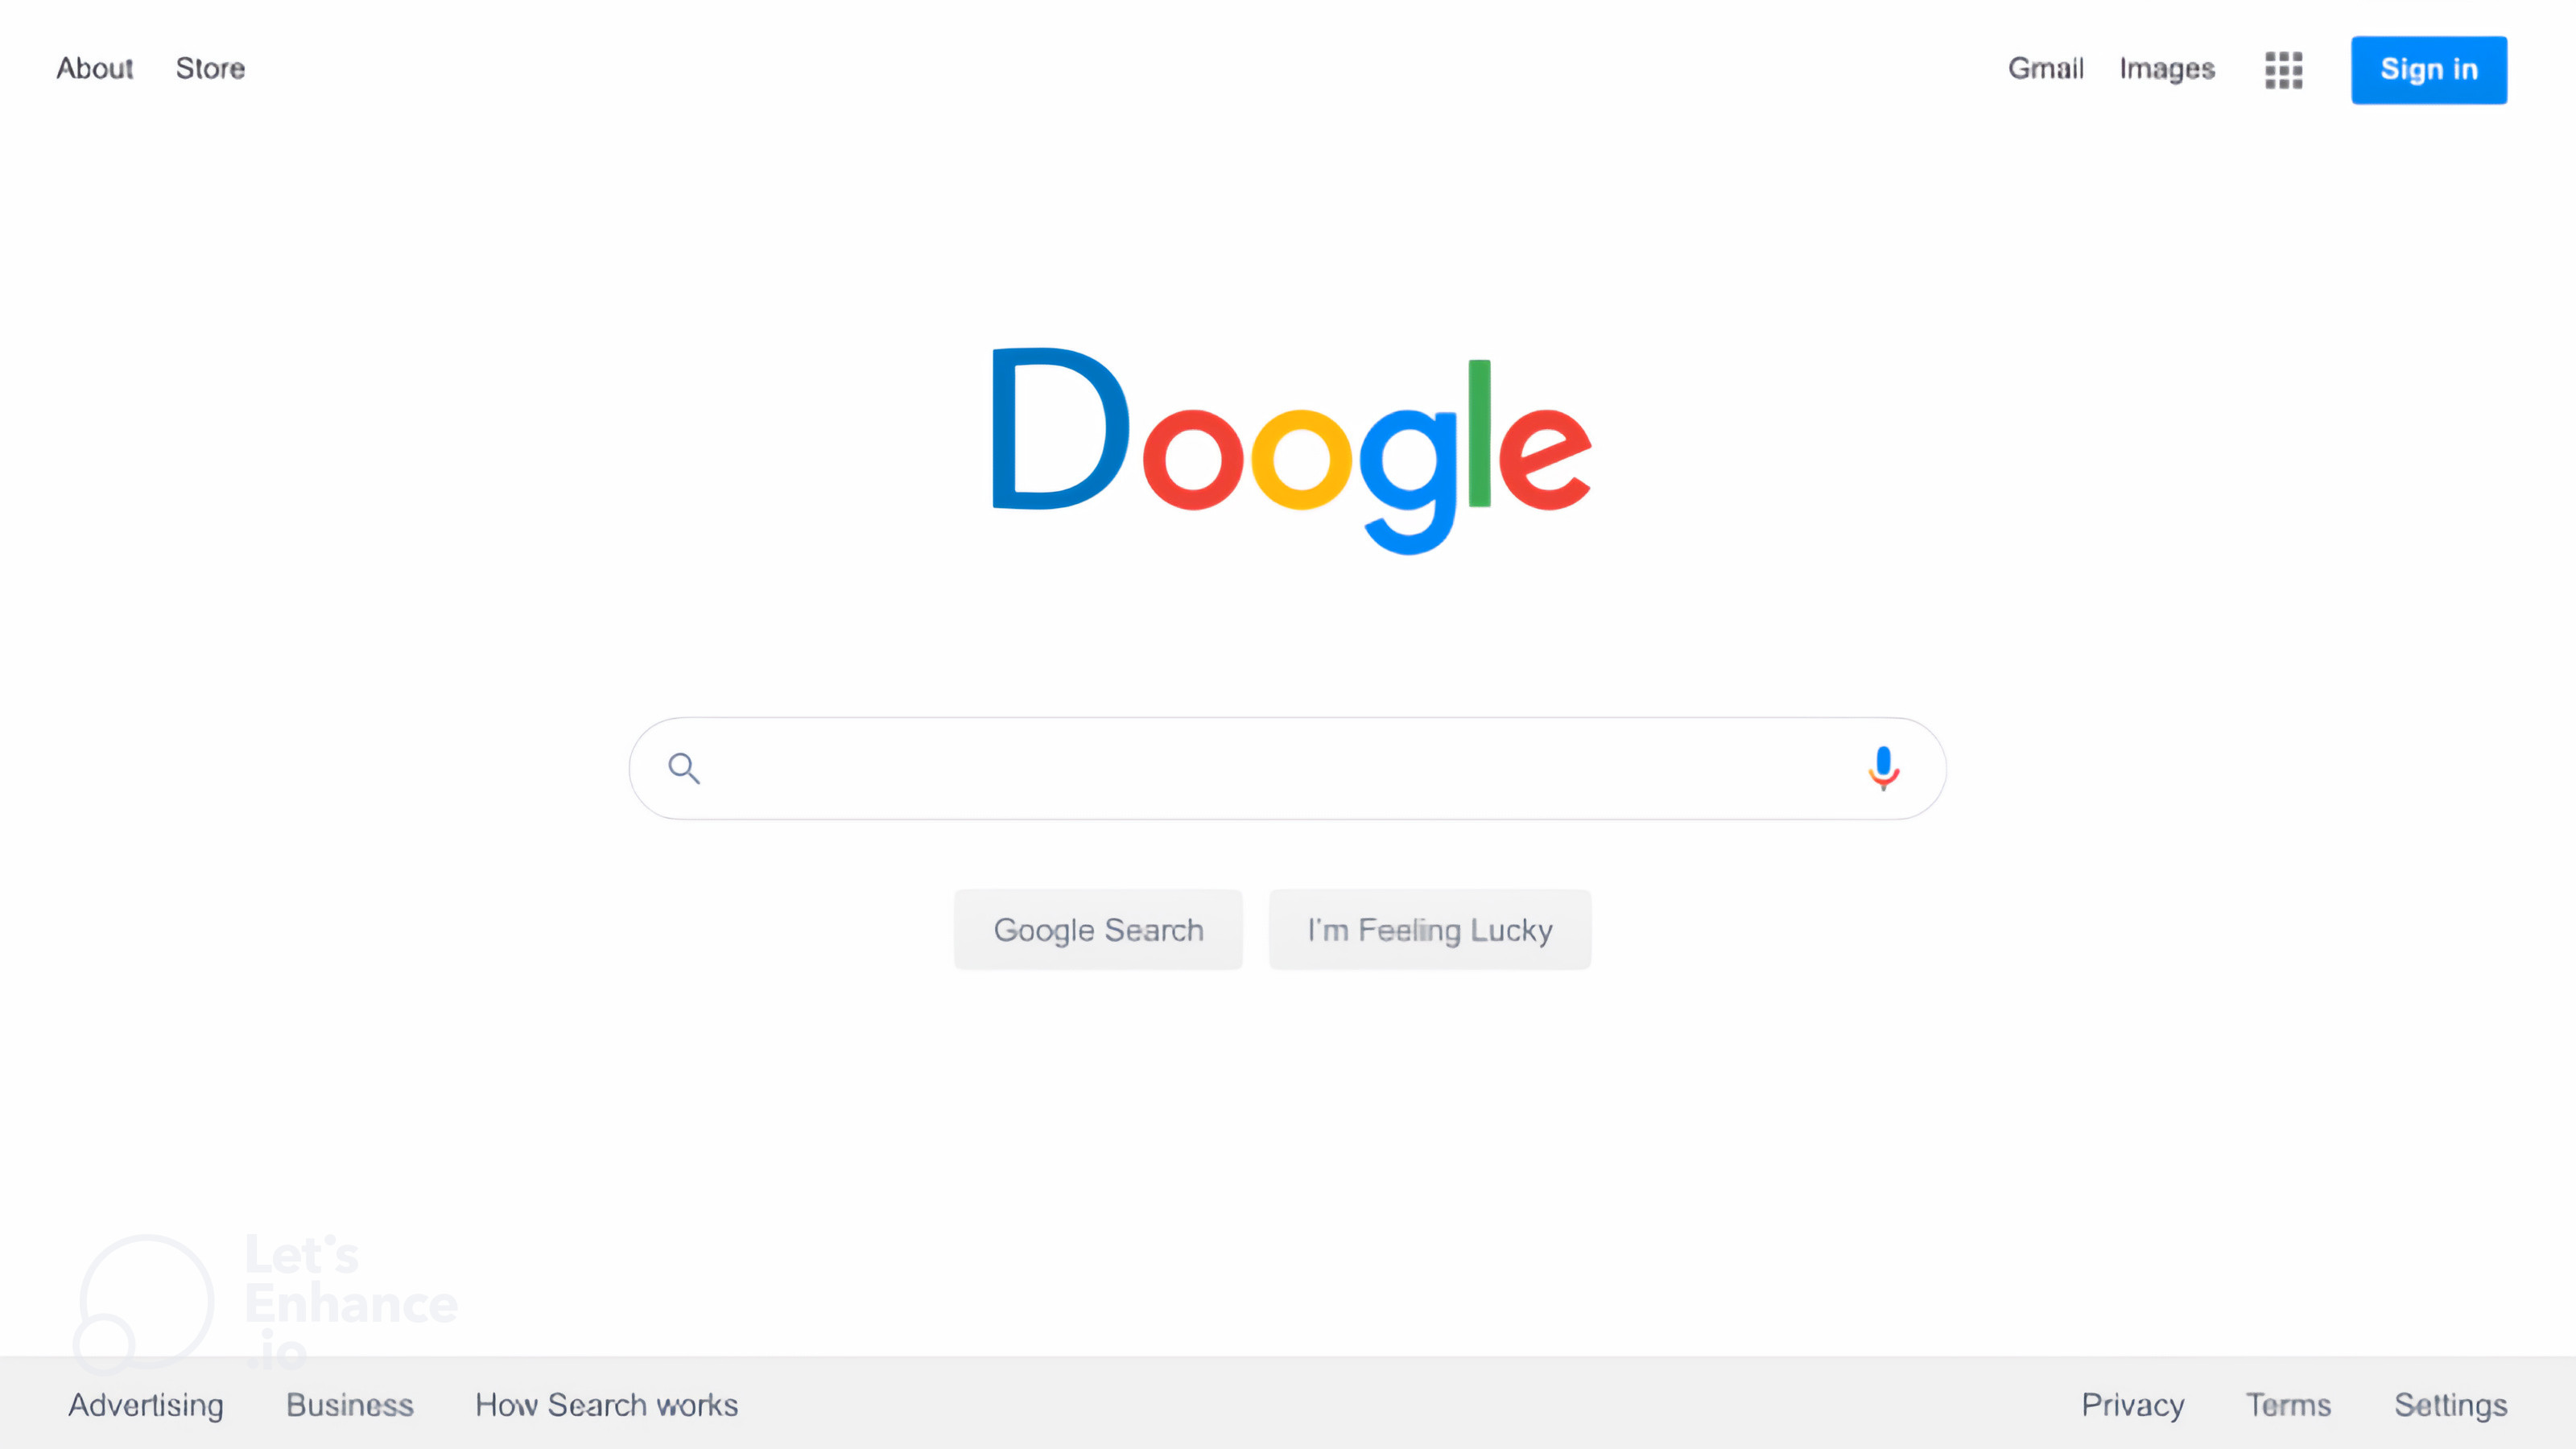 About Store Gmail Images Sign in
Doogle
Google Search I'm Feeling Lucky
Let's
Enhance
.io
Advertising Business How Search works Privacy Terms Settings